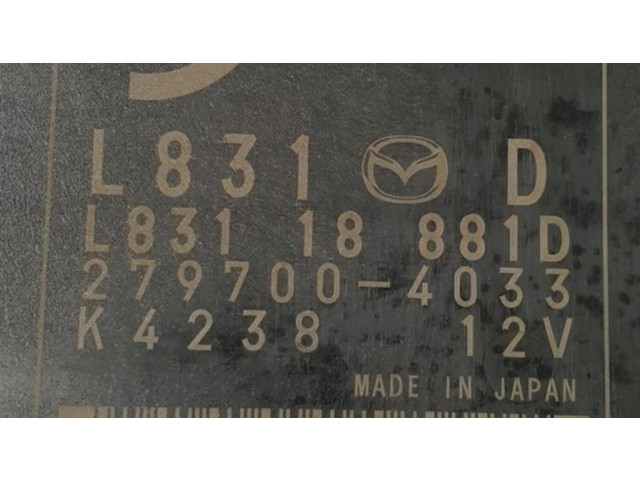 L831 D
L831 18 881D
279700-4033
K4238 12V
MADE IN JAPAN